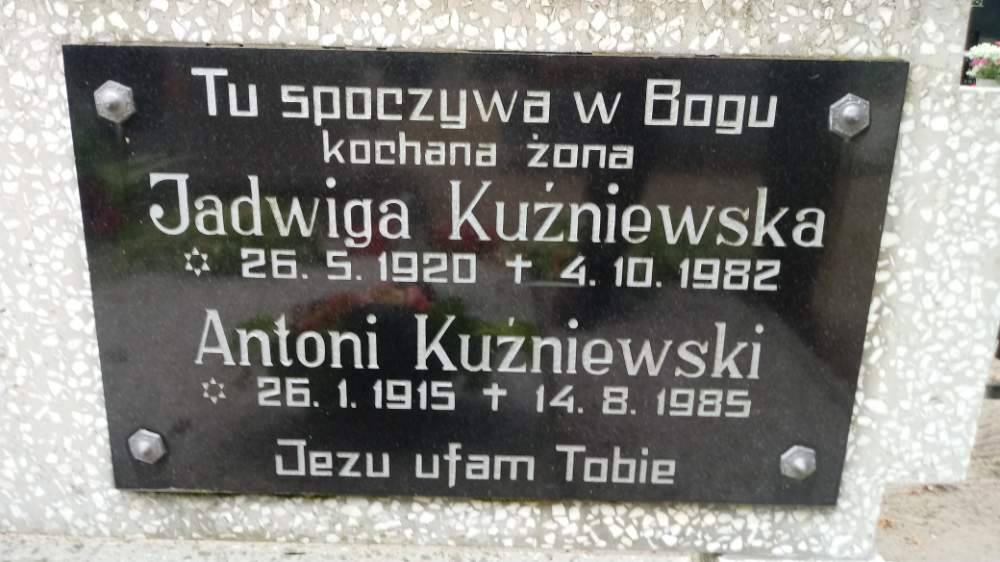 Tu spoczywa w Bogu
kochana żona
Jadwiga Kuźniewska
✡ 26. 5. 1920 ✝ 4. 10. 1982
Antoni Kuźniewski
✡ 26. 1. 1915 ✝ 14. 8. 1985
Jezu ufam Tobie